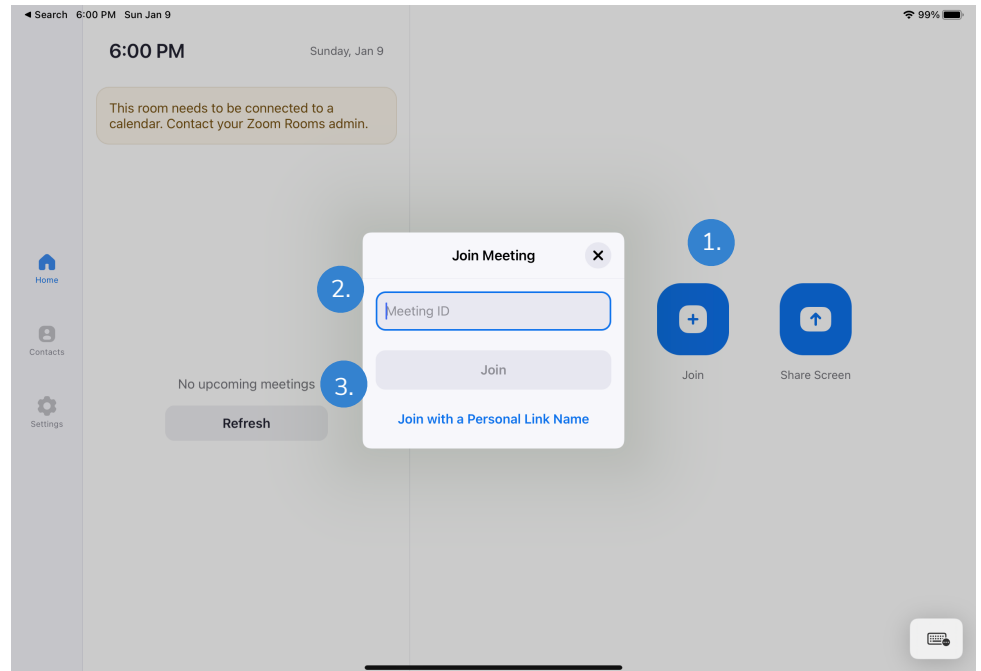 Search 6:00 PM Sun Jan 9
99%
6:00 PM
Sunday, Jan 9
This room needs to be connected to a
calendar. Contact your Zoom Rooms admin.
Home
Contacts
Settings
No upcoming meetings
Refresh
Join Meeting
1.
2.
Meeting ID
3.
Join
Join with a Personal Link Name
Join
Share Screen